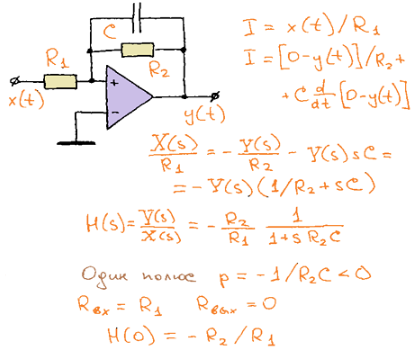 C
R1
R2
+
-
x(t)
y(t)
I = x(t)/R1
I = [0-y(t)]/R2 +
+ C d/dt [0-y(t)]
X(s)/R1 = - Y(s)/R2 - Y(s)sC =
= - Y(s)(1/R2+sC)
H(s) = Y(s)/X(s) = - R2/R1 1/(1+s R2C)
Один полюс p = -1/R2C < 0
Rвх = R1 Rвых = 0
H(0) = - R2/R1